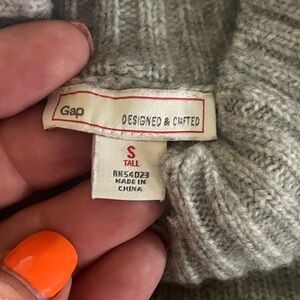 Gap
DESIGNED & CRAFTED
S
TALL
RN54023
MADE IN
CHINA